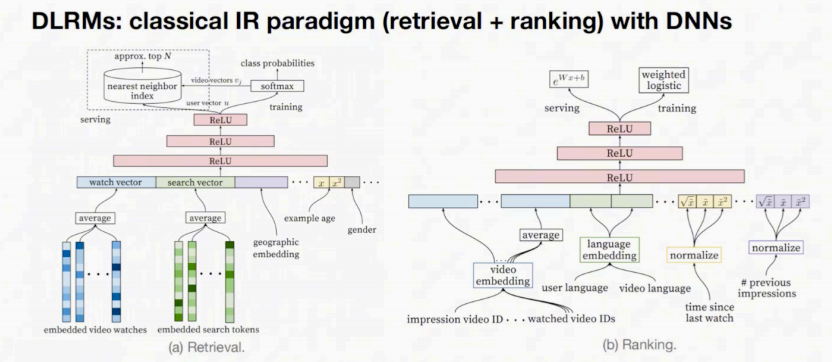 DLRMs: classical IR paradigm (retrieval + ranking) with DNNs
approx. top N
class probabilities
nearest neighbor
index
video vectors vⱼ
softmax
user vector u
serving
training
ReLU
ReLU
ReLU
watch vector
search vector
...
x
x²
...
average
average
example age
gender
geographic
embedding
...
...
embedded video watches
embedded search tokens
(a) Retrieval.
e^{Wx+b}
weighted
logistic
serving
training
ReLU
ReLU
ReLU
...
...
√x̃
x̃
x̃²
...
√x̃
x̃
x̃²
average
language
embedding
normalize
normalize
...
video
embedding
user language
video language
# previous
impressions
time since
last watch
impression video ID
...
watched video IDs
(b) Ranking.